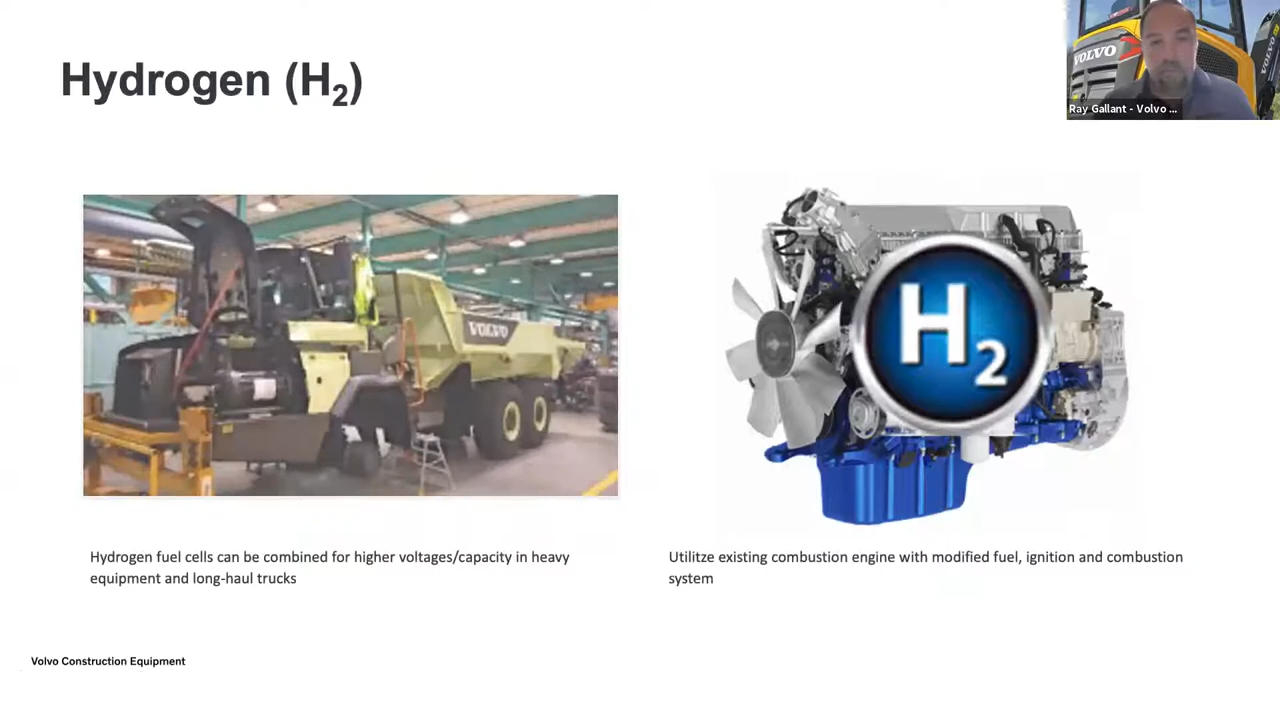 Hydrogen (H2)
VOLVO
VOLVO
Ray Gallant - Volvo ...
VOLVO
H2
Hydrogen fuel cells can be combined for higher voltages/capacity in heavy
equipment and long-haul trucks
Utilitze existing combustion engine with modified fuel, ignition and combustion
system
Volvo Construction Equipment